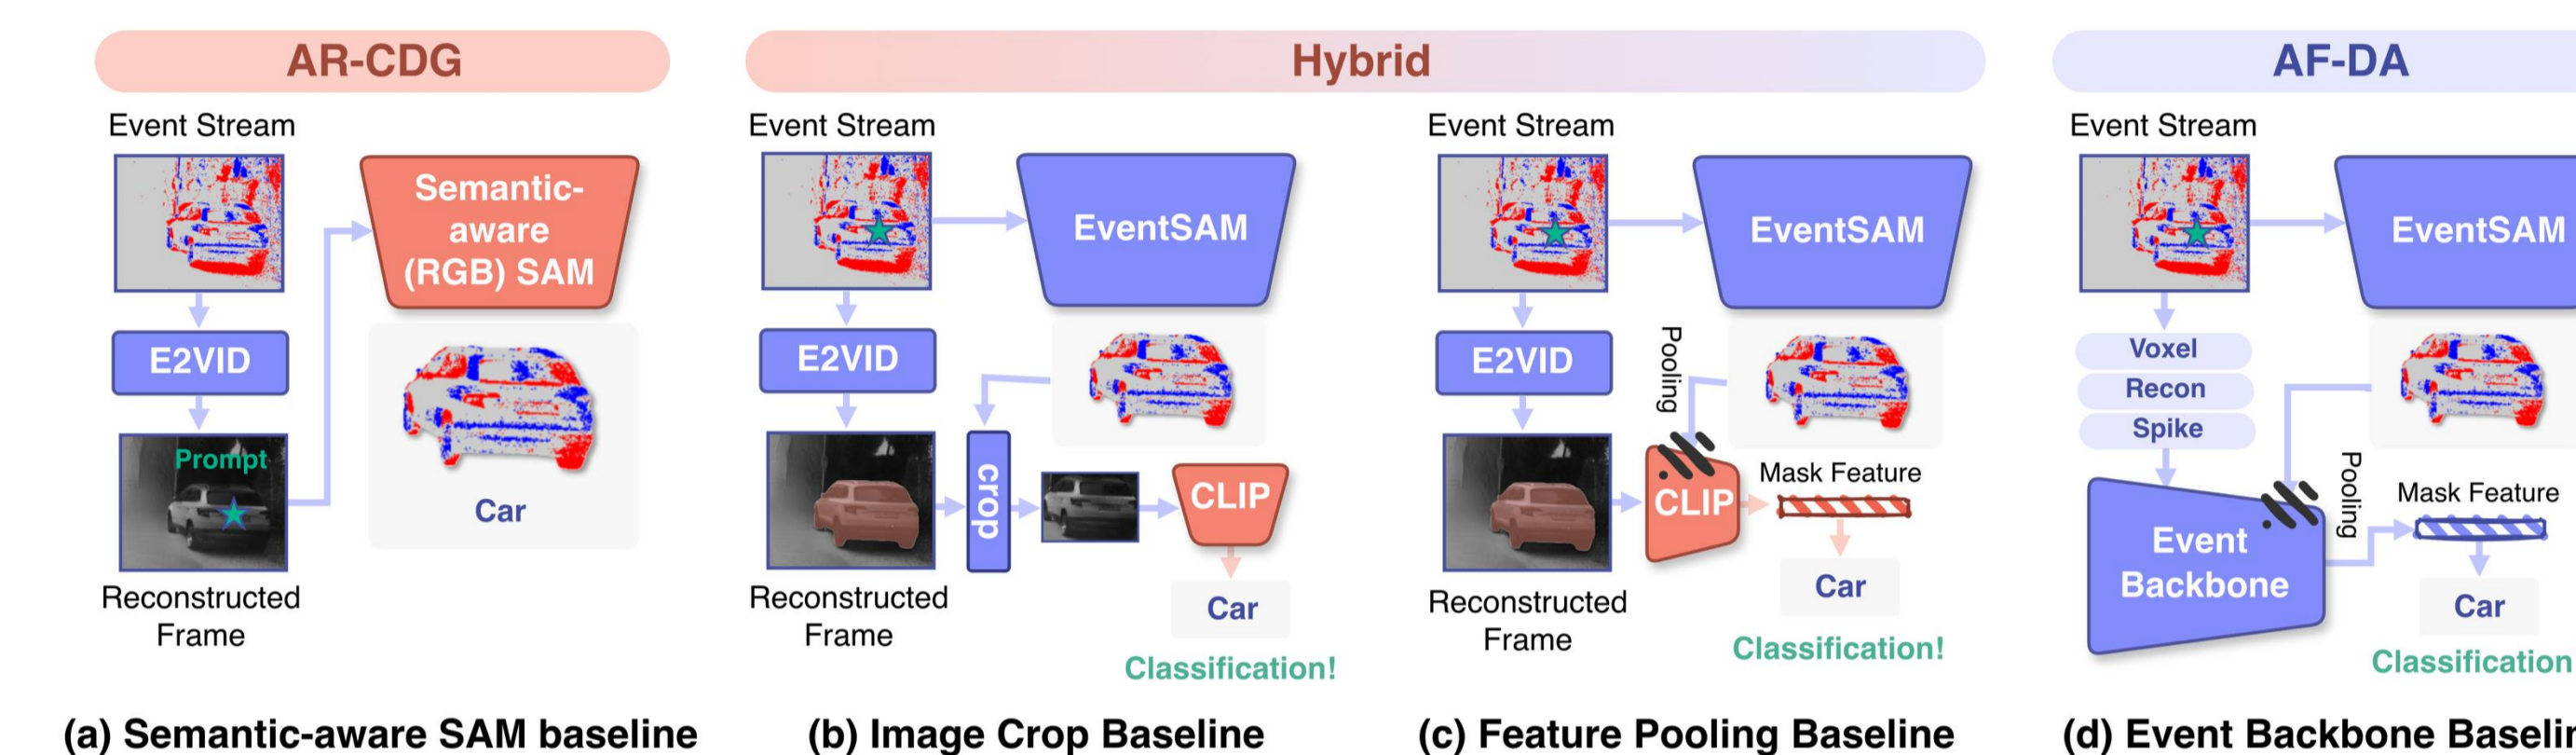 AR-CDG
Event Stream
Semantic-
aware
(RGB) SAM
E2VID
Prompt
Car
Reconstructed
Frame
(a) Semantic-aware SAM baseline
Hybrid
Event Stream
EventSAM
E2VID
crop
CLIP
Car
Reconstructed
Frame
Classification!
(b) Image Crop Baseline
Event Stream
EventSAM
E2VID
Pooling
Mask Feature
CLIP
Car
Reconstructed
Frame
Classification!
(c) Feature Pooling Baseline
AF-DA
Event Stream
EventSAM
Voxel
Recon
Spike
Pooling
Mask Feature
Event
Backbone
Car
Classification
(d) Event Backbone Baseli